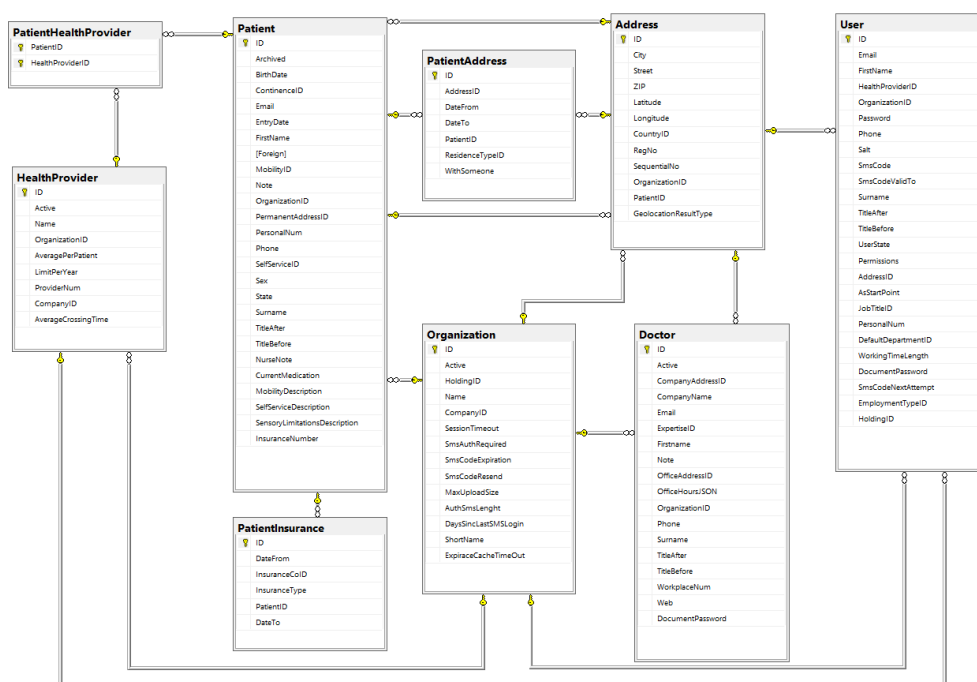 PatientHealthProvider
PatientID
HealthProviderID
HealthProvider
ID
Active
Name
OrganizationID
AveragePerPatient
LimitPerYear
ProviderNum
CompanyID
AverageCrossingTime
Patient
ID
Archived
BirthDate
ContinenceID
Email
EntryDate
FirstName
[Foreign]
MobilityID
Note
OrganizationID
PermanentAddressID
PersonalNum
Phone
SelfServiceID
Sex
State
Surname
TitleAfter
TitleBefore
NurseNote
CurrentMedication
MobilityDescription
SelfServiceDescription
SensoryLimitationsDescription
InsuranceNumber
PatientInsurance
ID
DateFrom
InsuranceCoID
InsuranceType
PatientID
DateTo
PatientAddress
ID
AddressID
DateFrom
DateTo
PatientID
ResidenceTypeID
WithSomeone
Organization
ID
Active
HoldingID
Name
CompanyID
SessionTimeout
SmsAuthRequired
SmsCodeExpiration
SmsCodeResend
MaxUploadSize
AuthSmsLenght
DaysSincLastSMSLogin
ShortName
ExpiraceCacheTimeOut
Address
ID
City
Street
ZIP
Latitude
Longitude
CountryID
RegNo
SequentialNo
OrganizationID
PatientID
GeolocationResultType
Doctor
ID
Active
CompanyAddressID
CompanyName
Email
ExpertiseID
Firstname
Note
OfficeAddressID
OfficeHoursJSON
OrganizationID
Phone
Surname
TitleAfter
TitleBefore
WorkplaceNum
Web
DocumentPassword
User
ID
Email
FirstName
HealthProviderID
OrganizationID
Password
Phone
Salt
SmsCode
SmsCodeValidTo
Surname
TitleAfter
TitleBefore
UserState
Permissions
AddressID
AsStartPoint
JobTitleID
PersonalNum
DefaultDepartmentID
WorkingTimeLength
DocumentPassword
SmsCodeNextAttempt
EmploymentTypeID
HoldingID